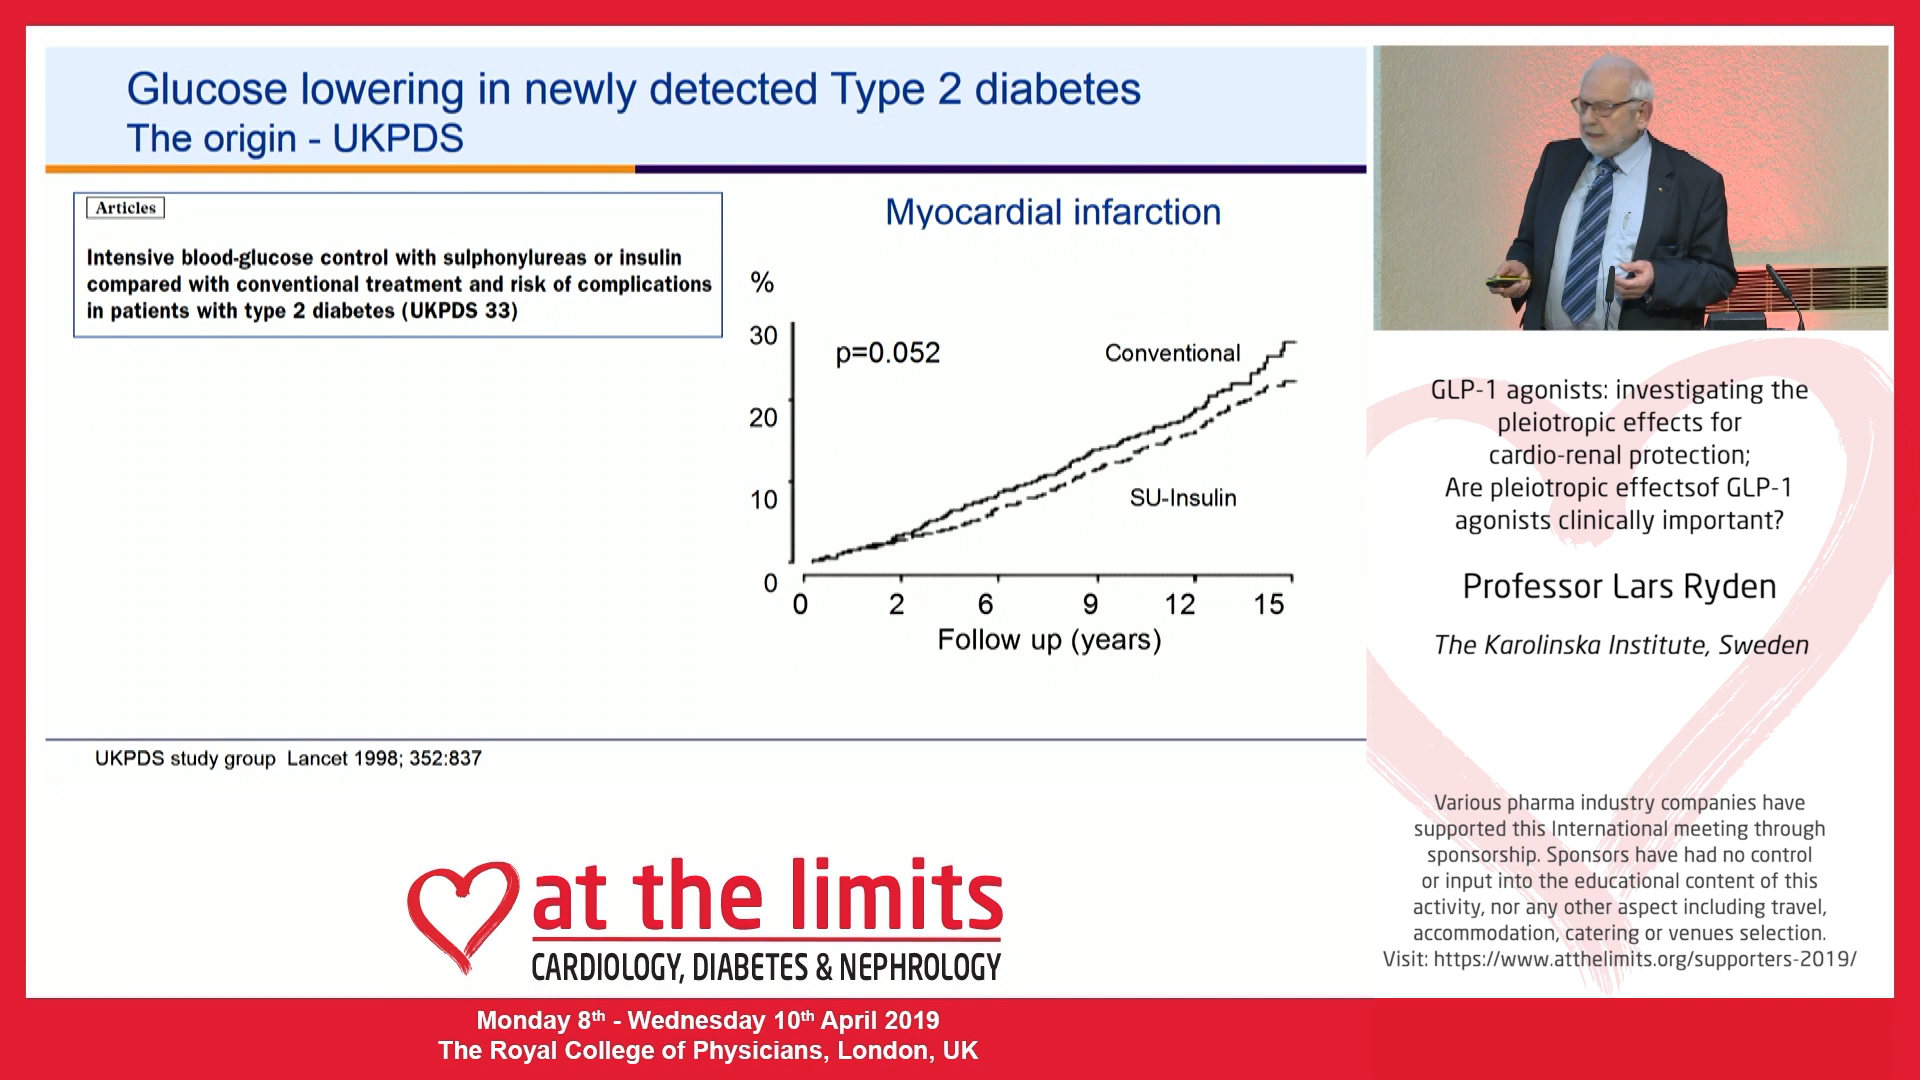 Glucose lowering in newly detected Type 2 diabetes
The origin - UKPDS
Articles
Intensive blood-glucose control with sulphonylureas or insulin
compared with conventional treatment and risk of complications
in patients with type 2 diabetes (UKPDS 33)
Myocardial infarction
%
30
20
10
0
p=0.052
Conventional
SU-Insulin
0 2 6 9 12 15
Follow up (years)
UKPDS study group Lancet 1998; 352:837
GLP-1 agonists: investigating the
pleiotropic effects for
cardio-renal protection;
Are pleiotropic effectsof GLP-1
agonists clinically important?
Professor Lars Ryden
The Karolinska Institute, Sweden
Various pharma industry companies have
supported this International meeting through
sponsorship. Sponsors have had no control
or input into the educational content of this
activity, nor any other aspect including travel,
accommodation, catering or venues selection.
Visit: https://www.atthelimits.org/supporters-2019/
at the limits
CARDIOLOGY, DIABETES & NEPHROLOGY
Monday 8th - Wednesday 10th April 2019
The Royal College of Physicians, London, UK